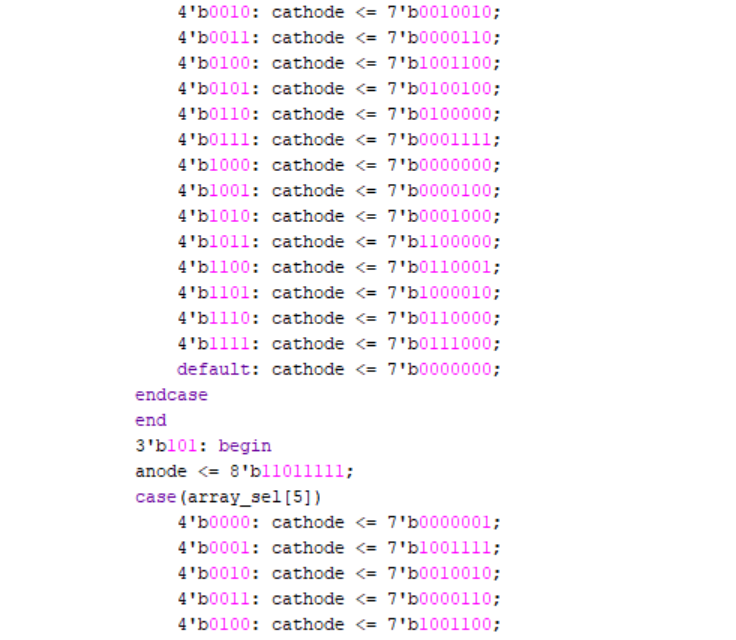 4'b0010: cathode <= 7'b0010010;
4'b0011: cathode <= 7'b0000110;
4'b0100: cathode <= 7'b1001100;
4'b0101: cathode <= 7'b0100100;
4'b0110: cathode <= 7'b0100000;
4'b0111: cathode <= 7'b0001111;
4'b1000: cathode <= 7'b0000000;
4'b1001: cathode <= 7'b0000100;
4'b1010: cathode <= 7'b0001000;
4'b1011: cathode <= 7'b1100000;
4'b1100: cathode <= 7'b0110001;
4'b1101: cathode <= 7'b1000010;
4'b1110: cathode <= 7'b0110000;
4'b1111: cathode <= 7'b0111000;
default: cathode <= 7'b0000000;
endcase
end
3'b101: begin
anode <= 8'b11011111;
case(array_sel[5])
4'b0000: cathode <= 7'b0000001;
4'b0001: cathode <= 7'b1001111;
4'b0010: cathode <= 7'b0010010;
4'b0011: cathode <= 7'b0000110;
4'b0100: cathode <= 7'b1001100;